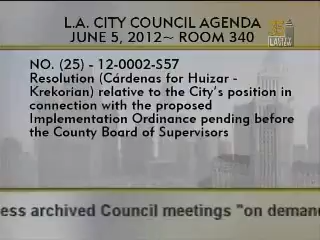 L.A. CITY COUNCIL AGENDA
JUNE 5, 2012~ ROOM 340
NO. (25) - 12-0002-S57
Resolution (Cárdenas for Huizar -
Krekorian) relative to the City's position in
connection with the proposed
Implementation Ordinance pending before
the County Board of Supervisors
ess archived Council meetings "on deman